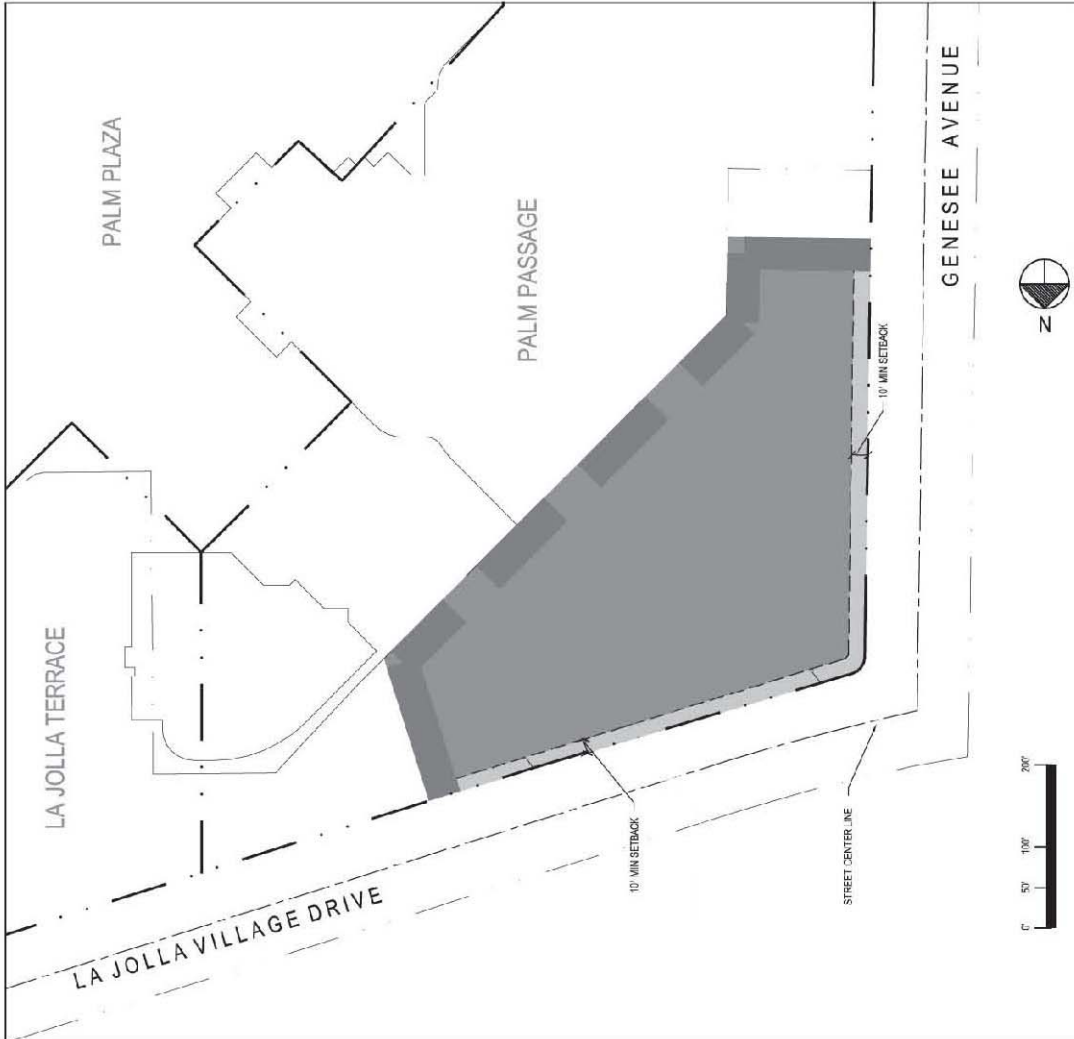 PALM PLAZA
PALM PASSAGE
LA JOLLA TERRACE
GENESEE AVENUE
N
10' MIN SETBACK
10' MIN SETBACK
STREET CENTER LINE
LA JOLLA VILLAGE DRIVE
0'
50'
100'
200'